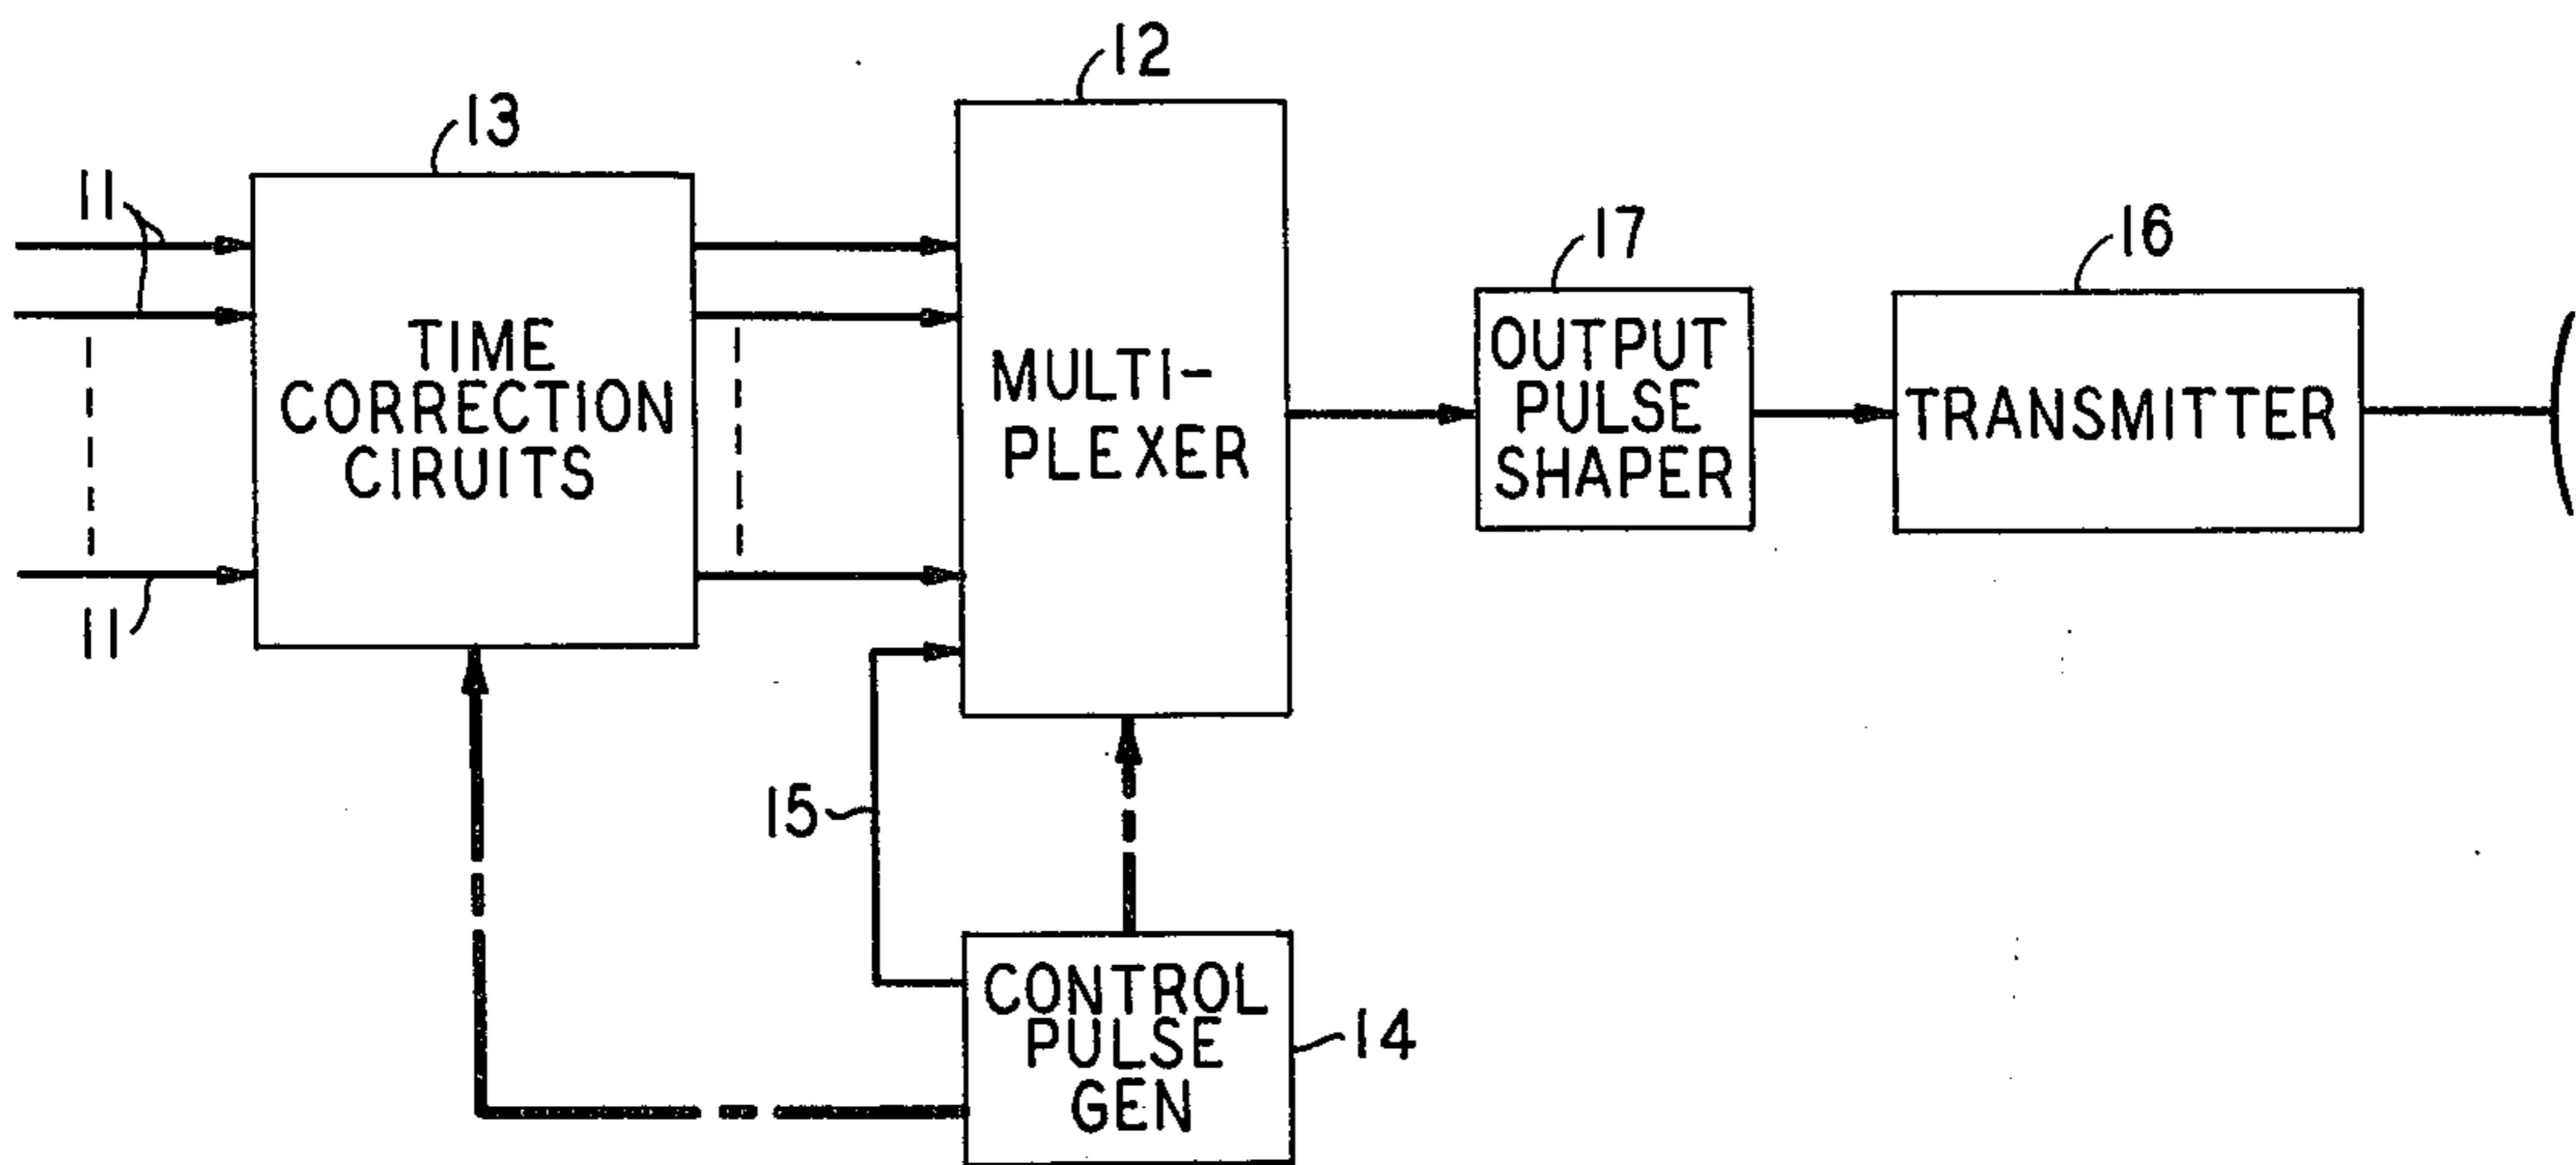 12
13
11
17
16
TIME
CORRECTION
CIRUITS
MULTI-
PLEXER
OUTPUT
PULSE
SHAPER
TRANSMITTER
11
15
CONTROL
PULSE
GEN
14